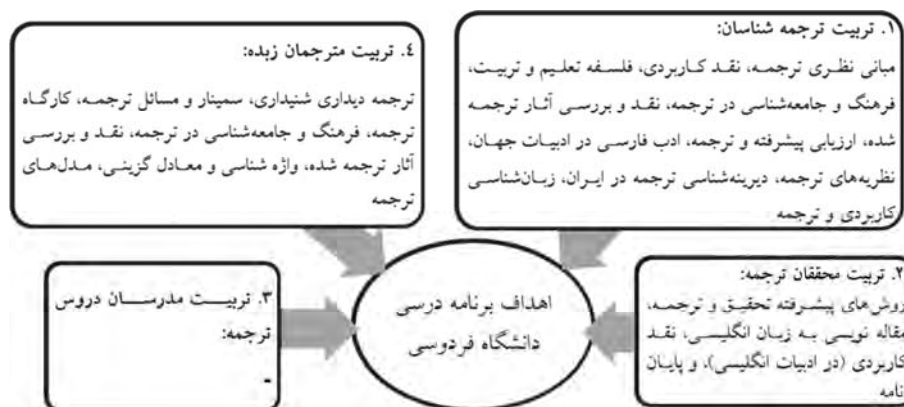 ۱. تربیت ترجمه شناسان:
مبانی نظری ترجمه، نقد کاربردی، فلسفه تعلیم و تربیت،
فرهنگ و جامعه‌شناسی در ترجمه، نقد و بررسی آثار ترجمه
شده، ارزیابی پیشرفته و ترجمه، ادب فارسی در ادبیات جهان،
نظریه‌های ترجمه، دیرینه‌شناسی ترجمه در ایران، زبان‌شناسی
کاربردی و ترجمه
۲. تربیت محققان ترجمه:
روش‌های پیشرفته تحقیق و ترجمه،
مقاله نویسی به زبان انگلیسی، نقد
کاربردی (در ادبیات انگلیسی)، و پایان
نامه
۳. تربیت مدرسان دروس
ترجمه:
-
٤. تربیت مترجمان زبده:
ترجمه دیداری شنیداری، سمینار و مسائل ترجمه، کارگاه
ترجمه، فرهنگ و جامعه‌شناسی در ترجمه، نقد و بررسی
آثار ترجمه شده، واژه شناسی و معادل گزینی، مدل‌های
ترجمه
اهداف برنامه درسی
دانشگاه فردوسی